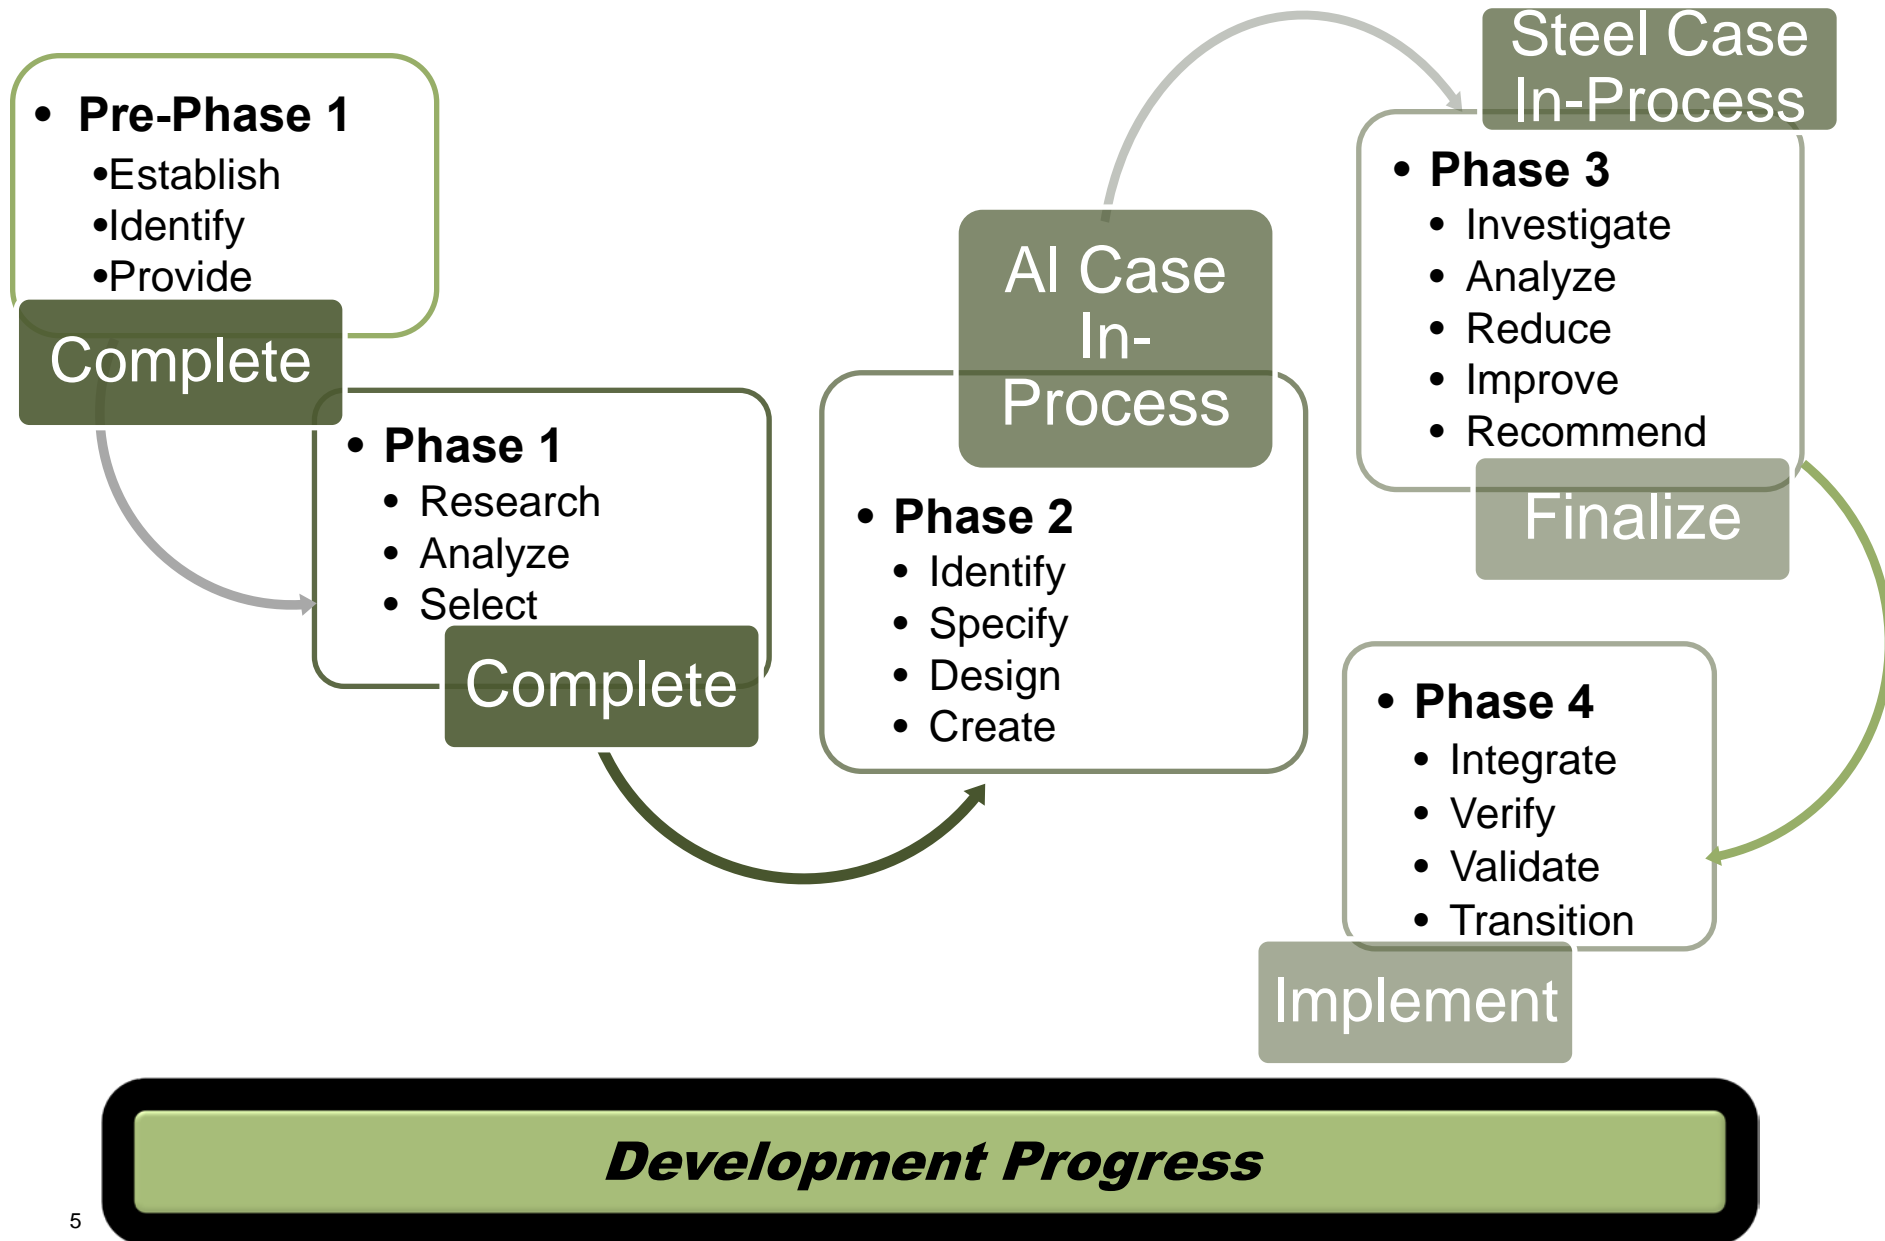 • Pre-Phase 1
•Establish
•Identify
•Provide
Complete
• Phase 1
• Research
• Analyze
• Select
Complete
Al Case
In-
Process
• Phase 2
• Identify
• Specify
• Design
• Create
Steel Case
In-Process
• Phase 3
• Investigate
• Analyze
• Reduce
• Improve
• Recommend
Finalize
• Phase 4
• Integrate
• Verify
• Validate
• Transition
Implement
Development Progress
5